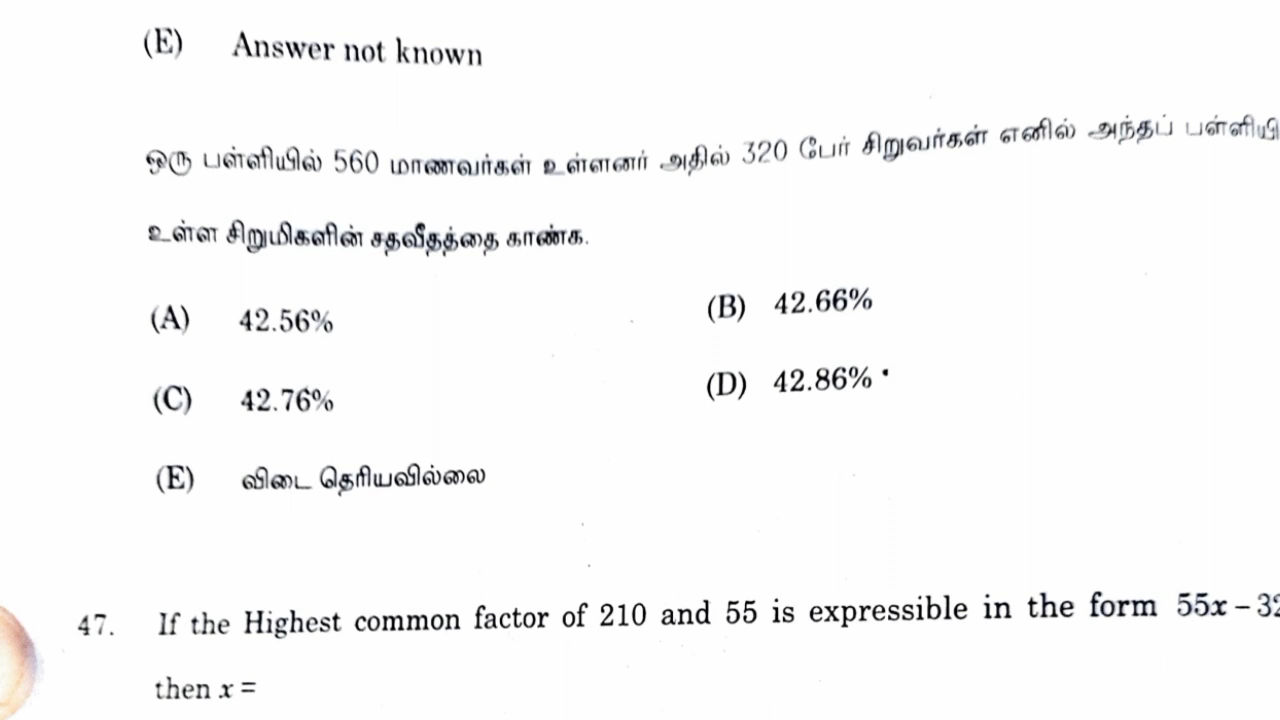 (E) Answer not known
ஒரு பள்ளியில் 560 மாணவர்கள் உள்ளனர் அதில் 320 பேர் சிறுவர்கள் எனில் அந்தப்
உள்ள சிறுமிகளின் சதவீதத்தை காண்க.
(A) 42.56% (B) 42.66%
(C) 42.76% (D) 42.86%
(E) விடை தெரியவில்லை
47. If the Highest common factor of 210 and 55 is expressible in the form 55x –
then x =